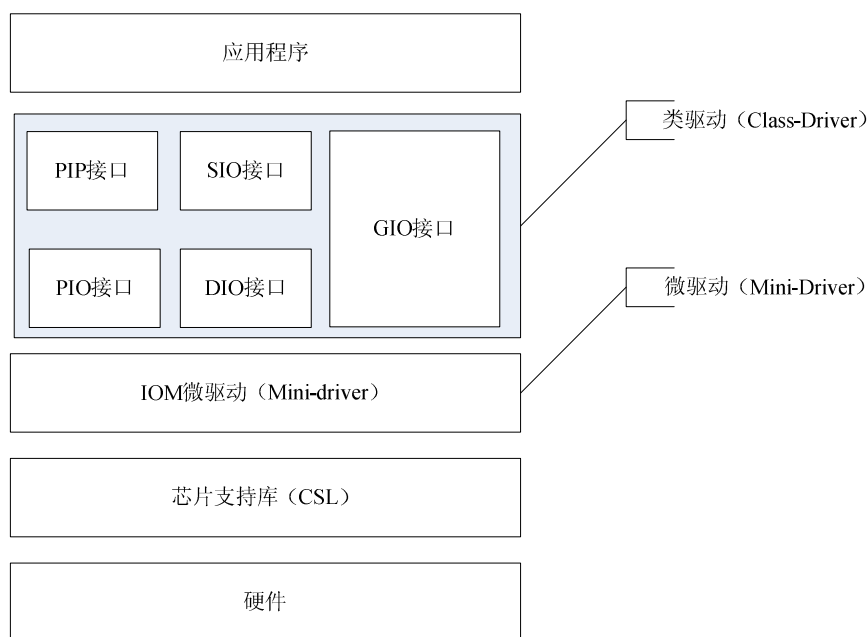 应用程序
类驱动（Class-Driver）
PIP接口
SIO接口
GIO接口
PIO接口
DIO接口
微驱动（Mini-Driver）
IOM微驱动（Mini-driver）
芯片支持库（CSL）
硬件